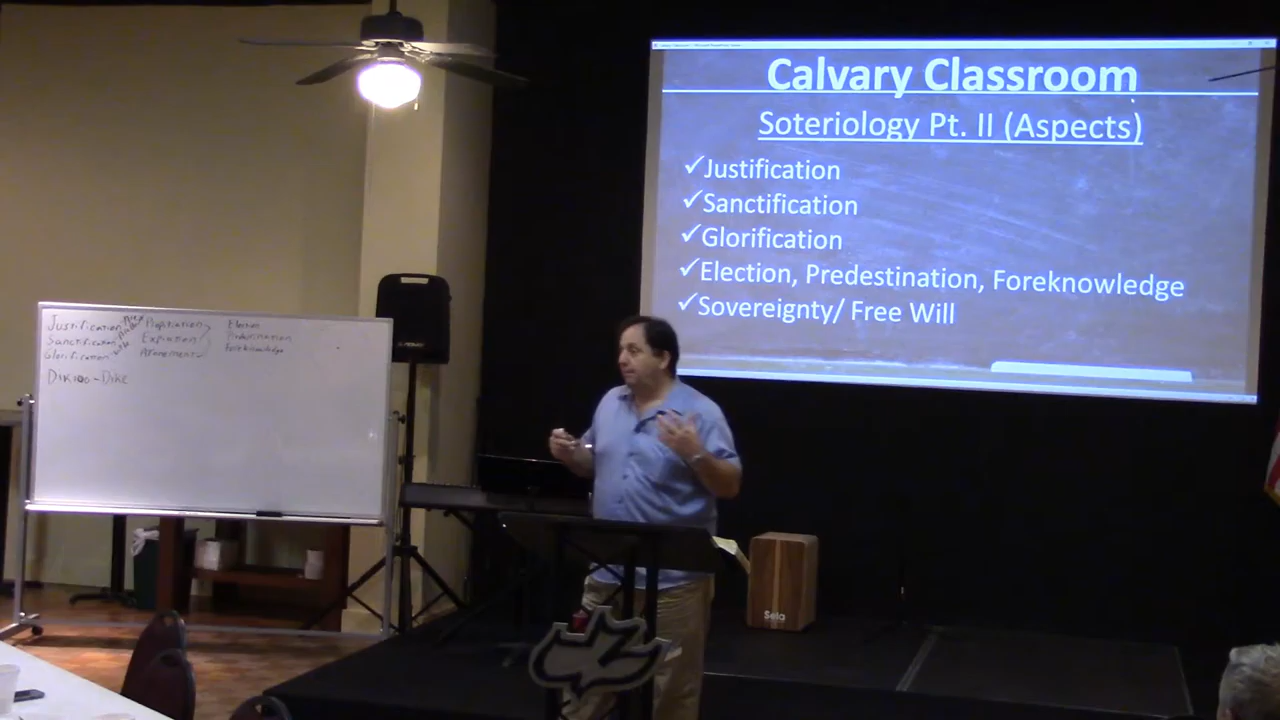 Calvary Classroom
Soteriology Pt. II (Aspects)
✓Justification
✓Sanctification
✓Glorification
✓Election, Predestination, Foreknowledge
✓Sovereignty/ Free Will
Justification Propitiation Election
Sanctification Expiation Predestination
Glorification Atonement Foreknowledge
Dikioo - Dike
Sela